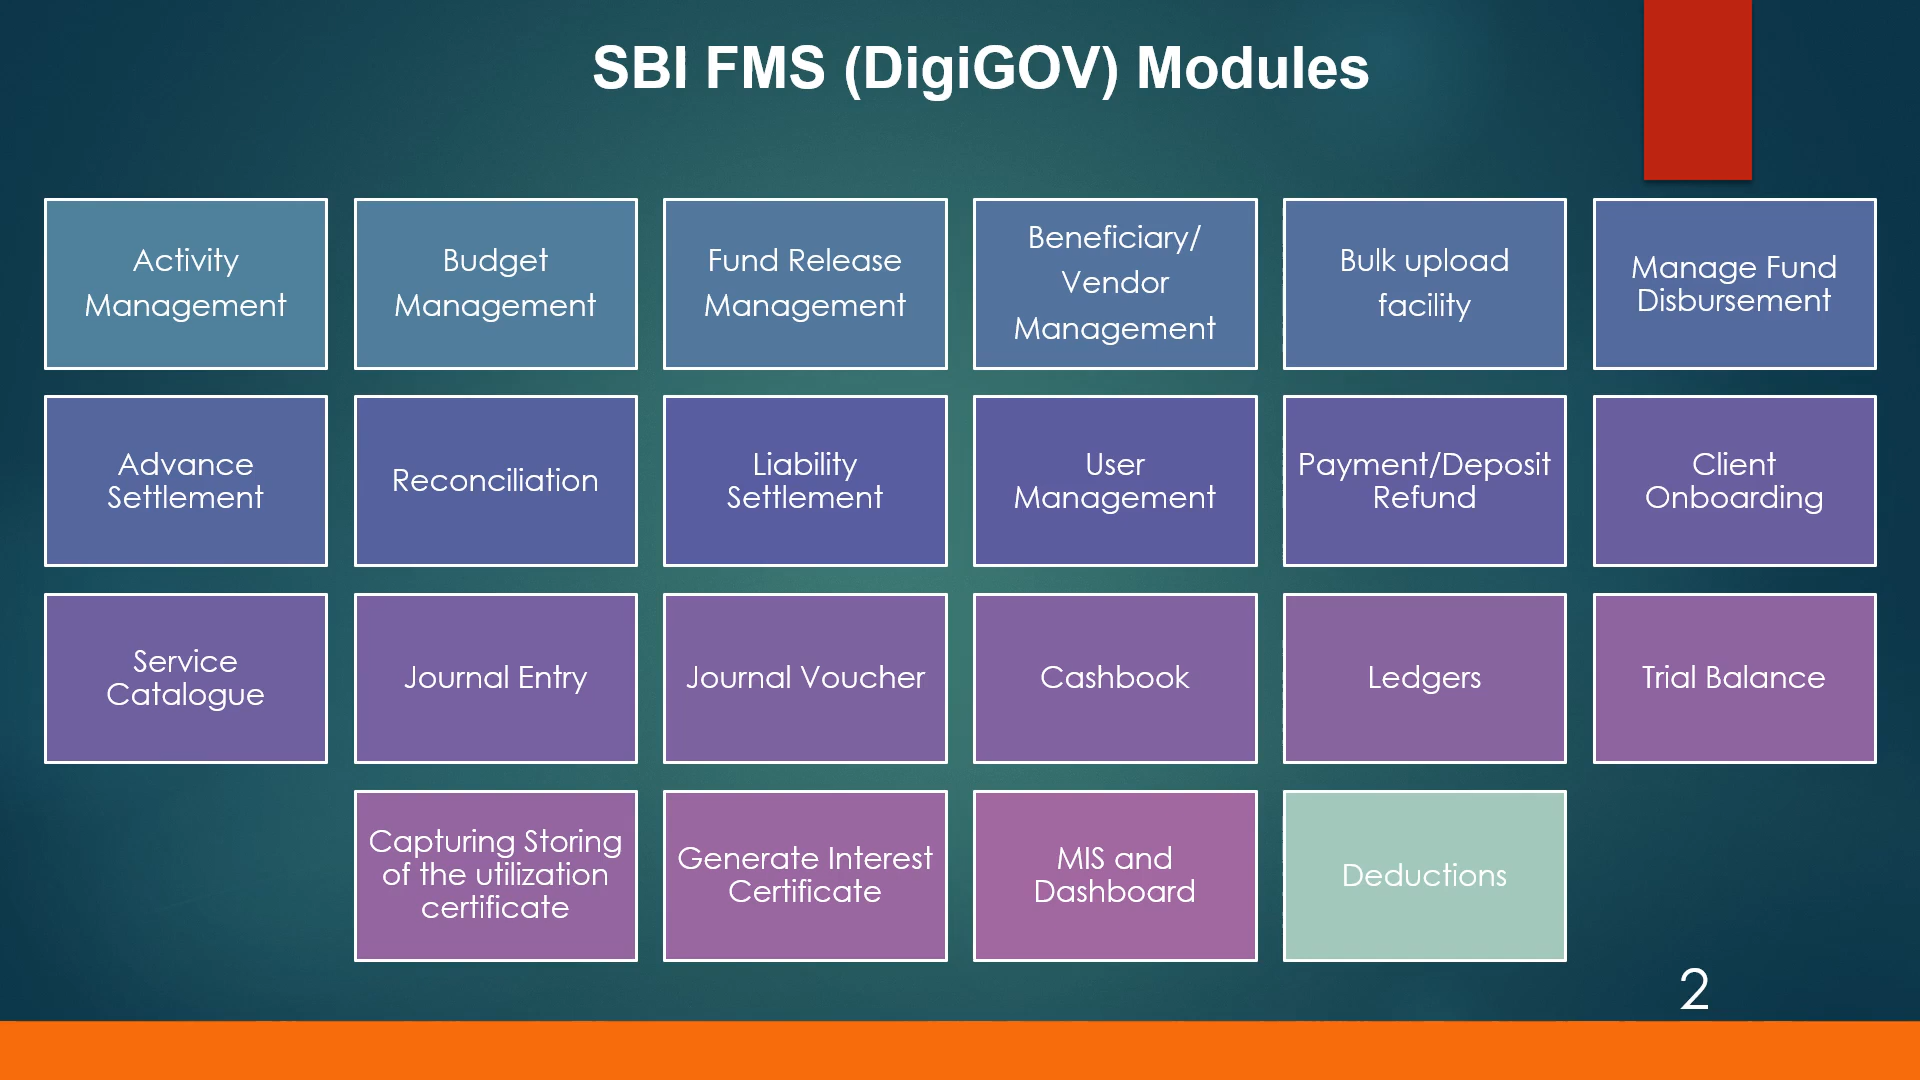 SBI FMS (DigiGOV) Modules
Activity
Management
Budget
Management
Fund Release
Management
Beneficiary/
Vendor
Management
Bulk upload
facility
Manage Fund
Disbursement
Advance
Settlement
Reconciliation
Liability
Settlement
User
Management
Payment/Deposit
Refund
Client
Onboarding
Service
Catalogue
Journal Entry
Journal Voucher
Cashbook
Ledgers
Trial Balance
Capturing Storing
of the utilization
certificate
Generate Interest
Certificate
MIS and
Dashboard
Deductions
2